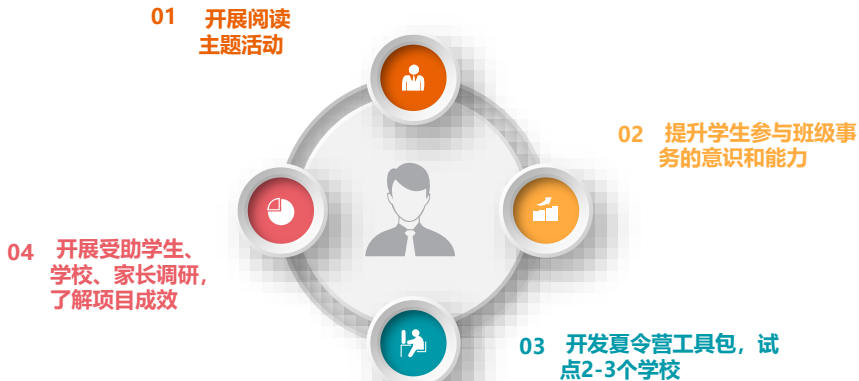 01 开展阅读
主题活动
02 提升学生参与班级事
务的意识和能力
03 开发夏令营工具包，试
点2-3个学校
04 开展受助学生、
学校、家长调研，
了解项目成效